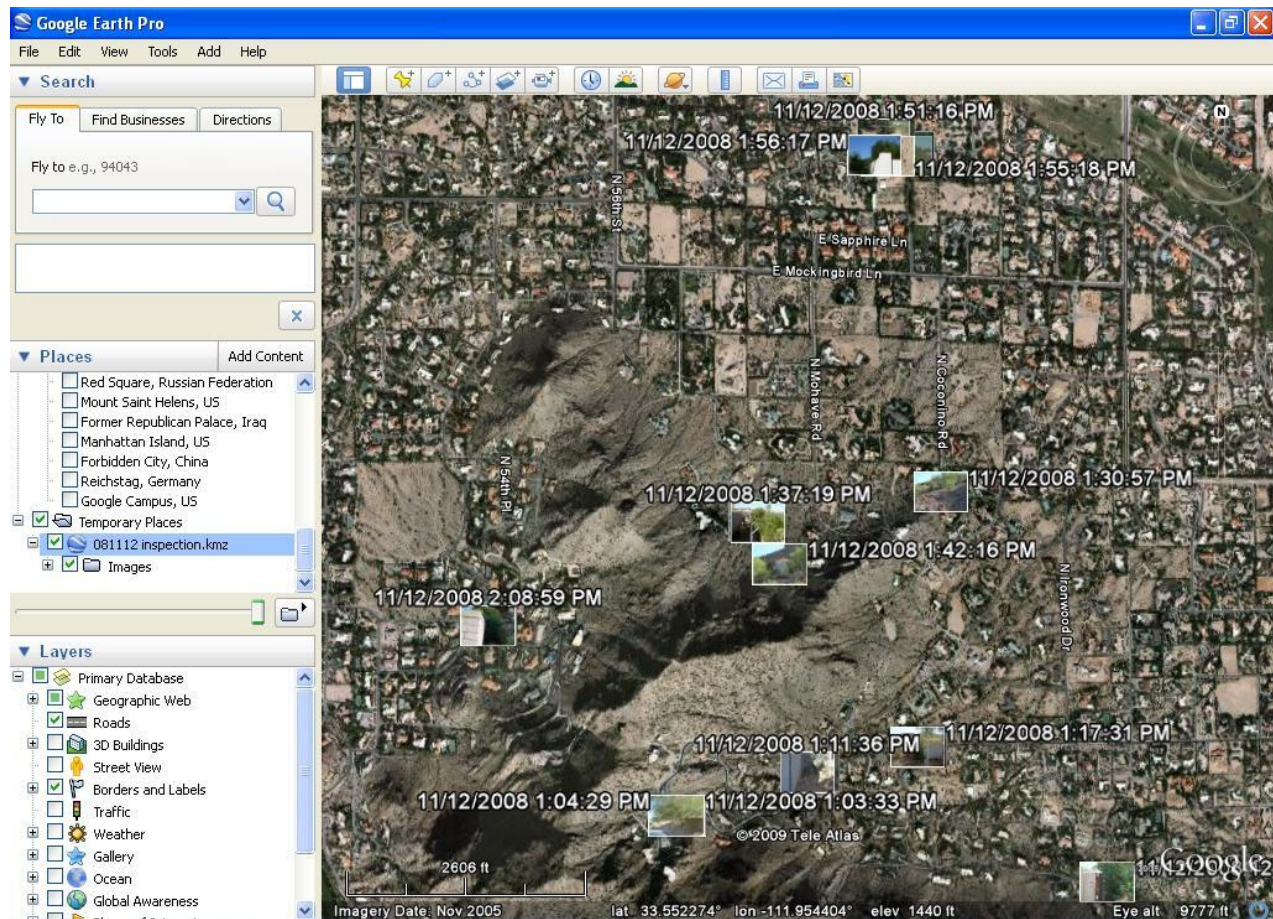 Google Earth Pro
File Edit View Tools Add Help
Search
Fly To Find Businesses Directions
Fly to e.g., 94043
Places Add Content
Red Square, Russian Federation
Mount Saint Helens, US
Former Republican Palace, Iraq
Manhattan Island, US
Forbidden City, China
Reichstag, Germany
Google Campus, US
Temporary Places
081112 inspection.kmz
Images
Layers
Primary Database
Geographic Web
Roads
3D Buildings
Street View
Borders and Labels
Traffic
Weather
Gallery
Ocean
Global Awareness
11/12/2008 1:51:16 PM
N
11/12/2008 1:56:17 PM
11/12/2008 1:55:18 PM
N 56th St
E Sapphire Ln
E Mockingbird Ln
N Mohave Rd
N Coconino Rd
N 54th Pl
11/12/2008 1:30:57 PM
11/12/2008 1:37:19 PM
11/12/2008 1:42:16 PM
N Ironwood Dr
11/12/2008 2:08:59 PM
11/12/2008 1:17:31 PM
11/12/2008 1:11:36 PM
11/12/2008 1:04:29 PM
11/12/2008 1:03:33 PM
© 2009 Tele Atlas
2606 ft
Google
Imagery Date: Nov 2005 lat 33.552274° lon -111.954404° elev 1440 ft Eye alt 9777 ft